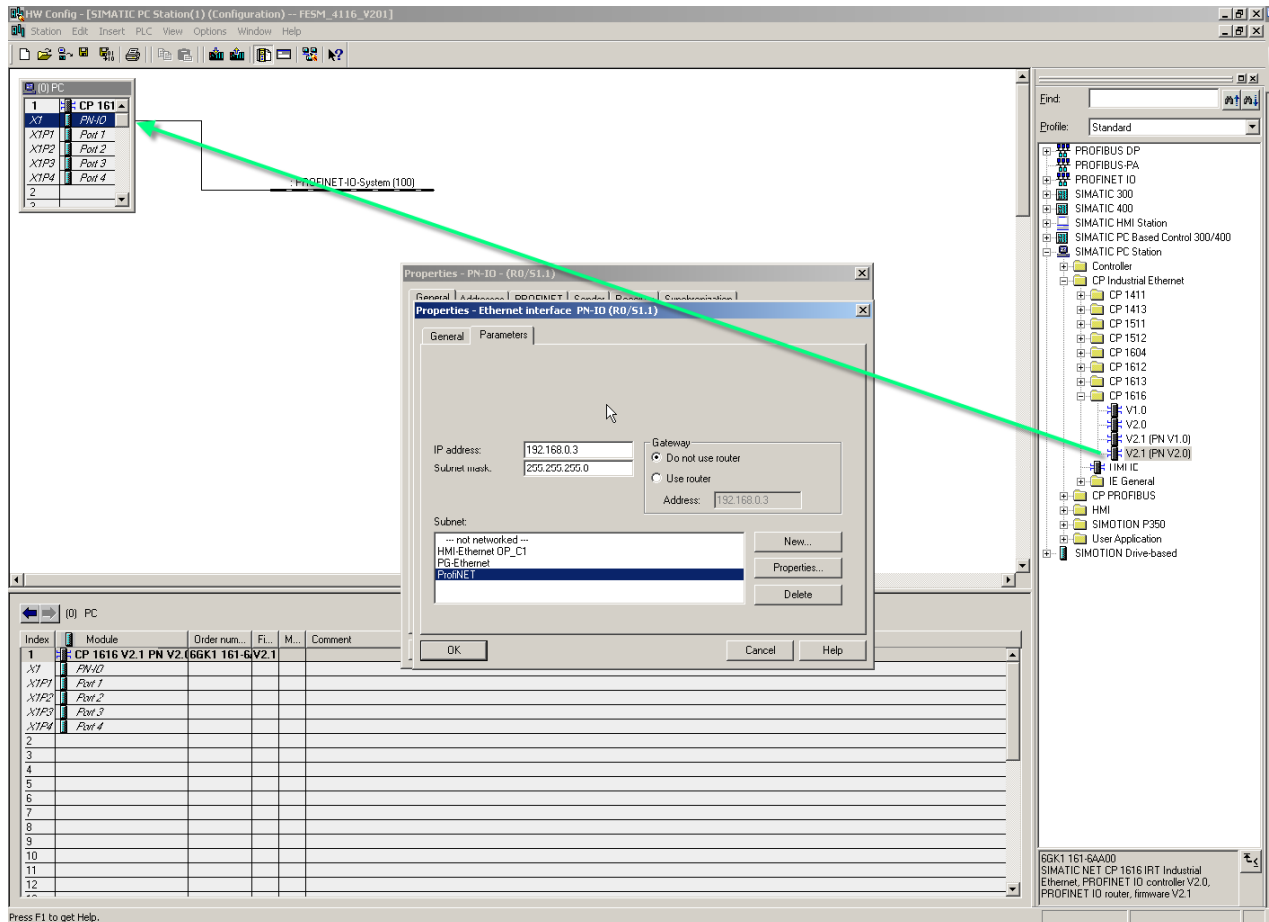 HW Config - [SIMATIC PC Station(1) (Configuration) -- FESM_4116_V201]
Station Edit Insert PLC View Options Window Help
(0) PC
1 CP 161
X1 PN-IO
X1P1 Port 1
X1P2 Port 2
X1P3 Port 3
X1P4 Port 4
2
: PROFINET-IO-System (100)
Find:
Profile: Standard
PROFIBUS DP
PROFIBUS-PA
PROFINET IO
SIMATIC 300
SIMATIC 400
SIMATIC HMI Station
SIMATIC PC Based Control 300/400
SIMATIC PC Station
Controller
CP Industrial Ethernet
CP 1411
CP 1413
CP 1511
CP 1512
CP 1604
CP 1612
CP 1613
CP 1616
V1.0
V2.0
V2.1 (PN V1.0)
V2.1 (PN V2.0)
HMI IE
IE General
CP PROFIBUS
HMI
SIMOTION P350
User Application
SIMOTION Drive-based
Properties - PN-IO - (R0/S1.1)
General Addresses PROFINET Sender Synchronization
Properties - Ethernet interface PN-IO (R0/S1.1)
General Parameters
IP address: 192.168.0.3
Subnet mask: 255.255.255.0
Gateway
Do not use router
Use router
Address: 192.168.0.3
Subnet:
--- not networked ---
HMI-Ethernet OP_C1
PG-Ethernet
ProfiNET
New...
Properties...
Delete
OK Cancel Help
(0) PC
Index Module Order num... Fi... M... Comment
1 CP 1616 V2.1 PN V2.0 6GK1 161-6 V2.1
X1 PN-IO
X1P1 Port 1
X1P2 Port 2
X1P3 Port 3
X1P4 Port 4
2
3
4
5
6
7
8
9
10
11
12
6GK1 161-6AA00
SIMATIC NET CP 1616 IRT Industrial
Ethernet, PROFINET IO controller V2.0,
PROFINET IO router, firmware V2.1
Press F1 to get Help.